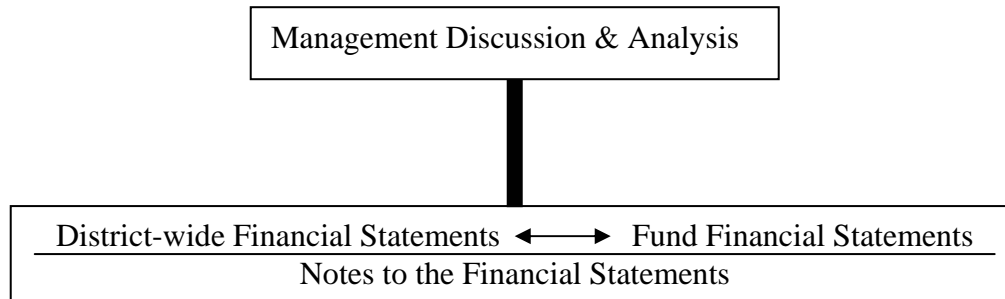 Management Discussion & Analysis
District-wide Financial Statements Fund Financial Statements
Notes to the Financial Statements